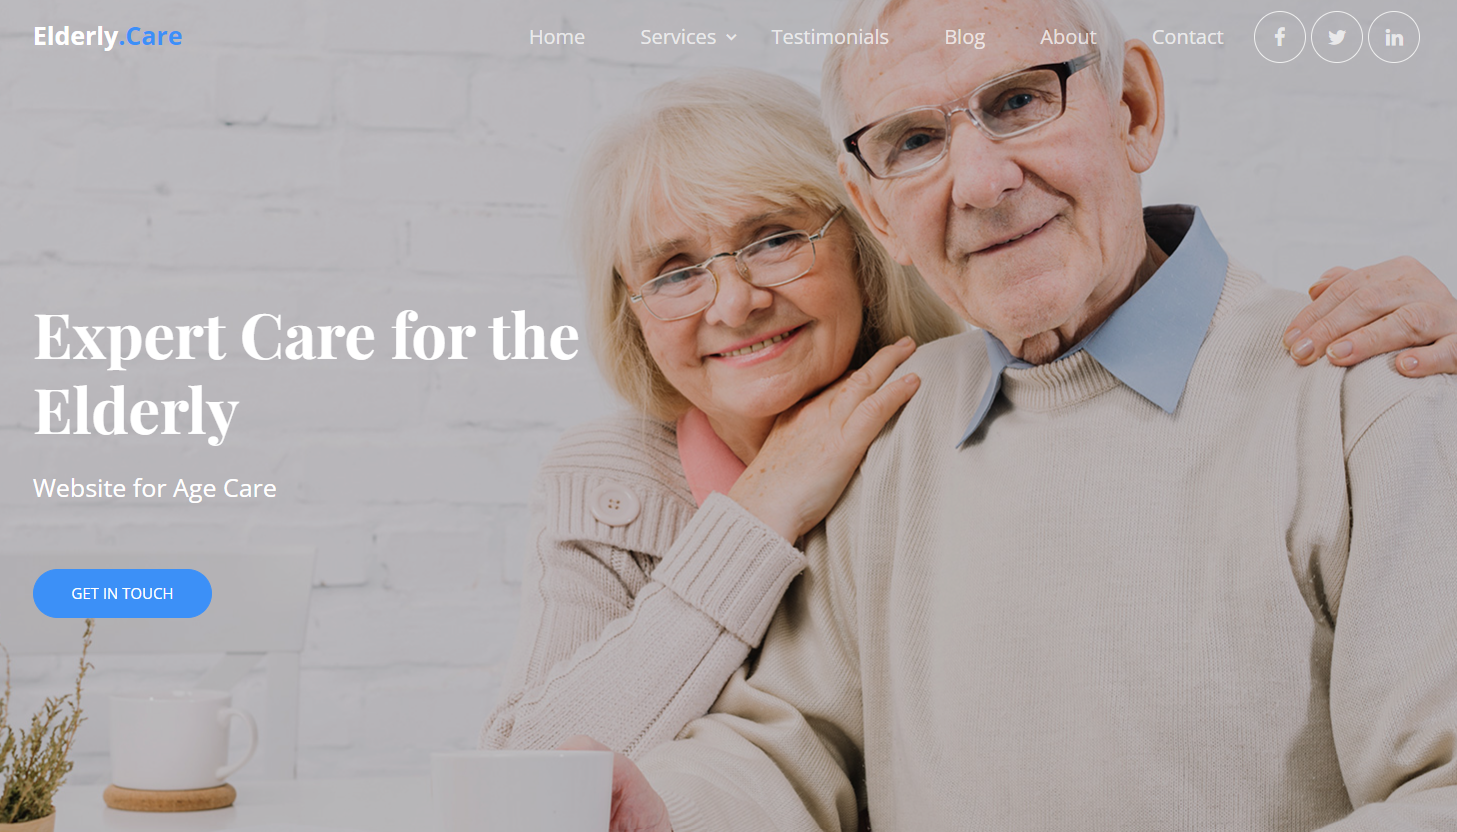 Elderly.Care
Home Services Testimonials Blog About Contact
Expert Care for the
Elderly
Website for Age Care
GET IN TOUCH